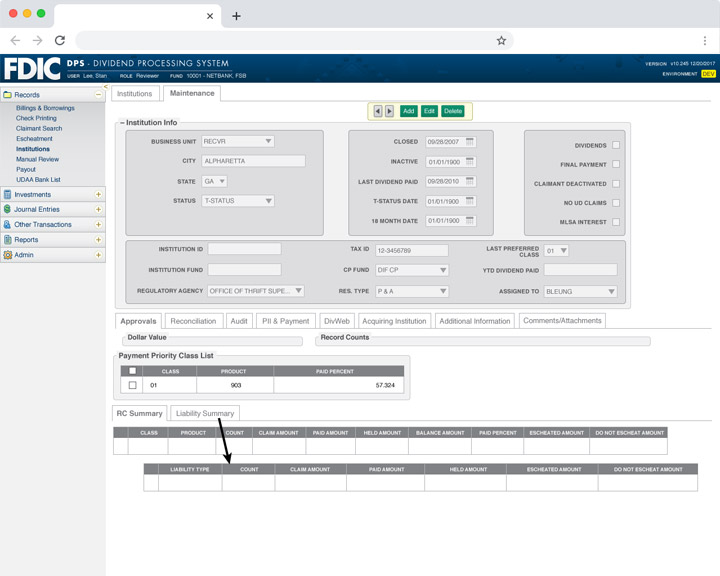 FDIC DPS - DIVIDEND PROCESSING SYSTEM
USER Lee, Stan ROLE Reviewer FUND 10001 - NETBANK, FSB
VERSION v10.245 12/20/2017
ENVIRONMENT DEV
Records
Billings & Borrowings
Check Printing
Claimant Search
Escheatment
Institutions
Manual Review
Payout
UDAA Bank List
Investments
Journal Entries
Other Transactions
Reports
Admin
Institutions Maintenance
Add Edit Delete
Institution Info
BUSINESS UNIT RECVR
CITY ALPHARETTA
STATE GA
STATUS T-STATUS
CLOSED 09/28/2007
INACTIVE 01/01/1900
LAST DIVIDEND PAID 09/28/2010
T-STATUS DATE 01/01/1900
18 MONTH DATE 01/01/1900
DIVIDENDS
FINAL PAYMENT
CLAIMANT DEACTIVATED
NO UD CLAIMS
MLSA INTEREST
INSTITUTION ID
INSTITUTION FUND
REGULATORY AGENCY OFFICE OF THRIFT SUPE...
TAX ID 12-3456789
CP FUND DIF CP
RES. TYPE P & A
LAST PREFERRED
CLASS 01
YTD DIVIDEND PAID
ASSIGNED TO BLEUNG
Approvals Reconciliation Audit PII & Payment DivWeb Acquiring Institution Additional Information Comments/Attachments
Dollar Value Record Counts
Payment Priority Class List
CLASS PRODUCT PAID PERCENT
01 903 57.324
RC Summary Liability Summary
CLASS PRODUCT COUNT CLAIM AMOUNT PAID AMOUNT HELD AMOUNT BALANCE AMOUNT PAID PERCENT ESCHEATED AMOUNT DO NOT ESCHEAT AMOUNT
LIABILITY TYPE COUNT CLAIM AMOUNT PAID AMOUNT HELD AMOUNT ESCHEATED AMOUNT DO NOT ESCHEAT AMOUNT